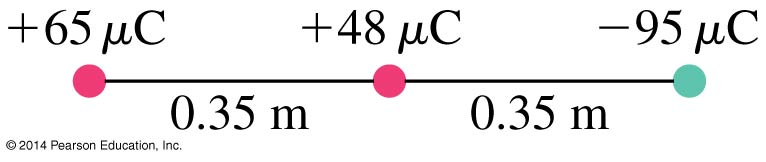 +65 μC +48 μC −95 μC
0.35 m 0.35 m
© 2014 Pearson Education, Inc.